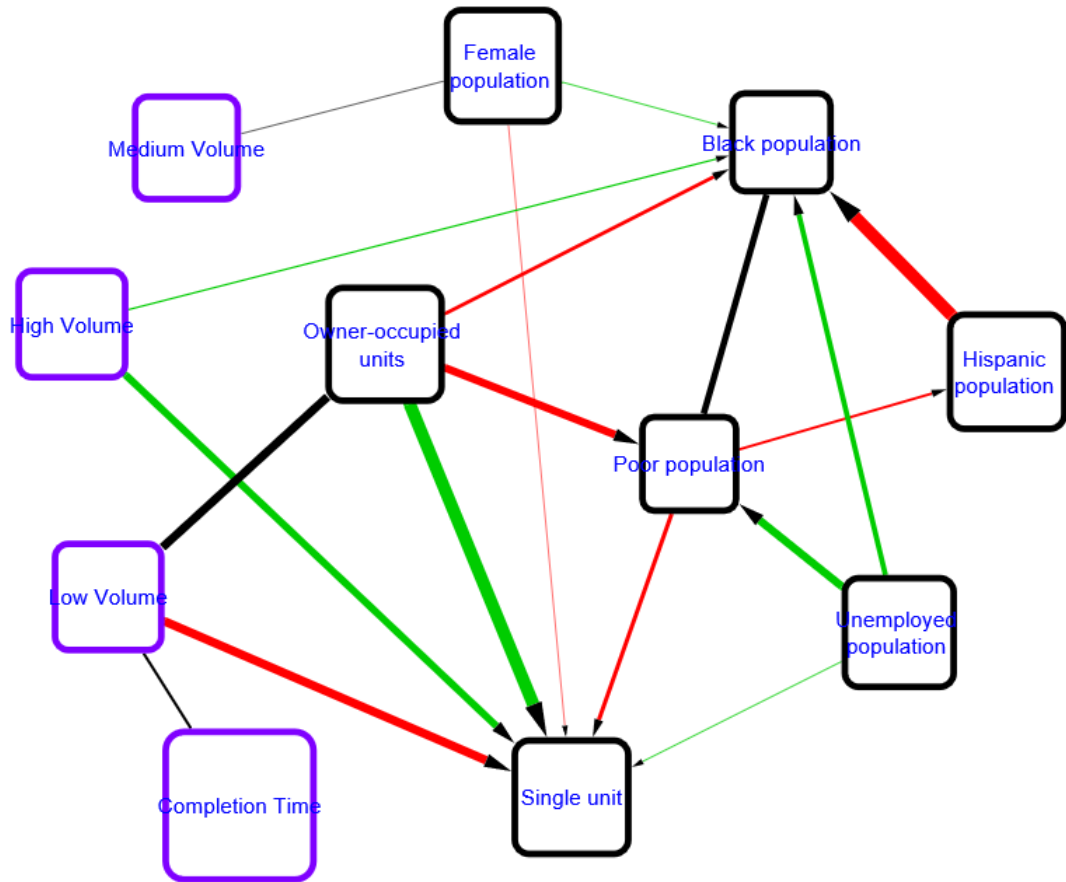 Female
population
Medium Volume
Black population
High Volume
Owner-occupied
units
Hispanic
population
Poor population
Low Volume
Unemployed
population
Completion Time
Single unit